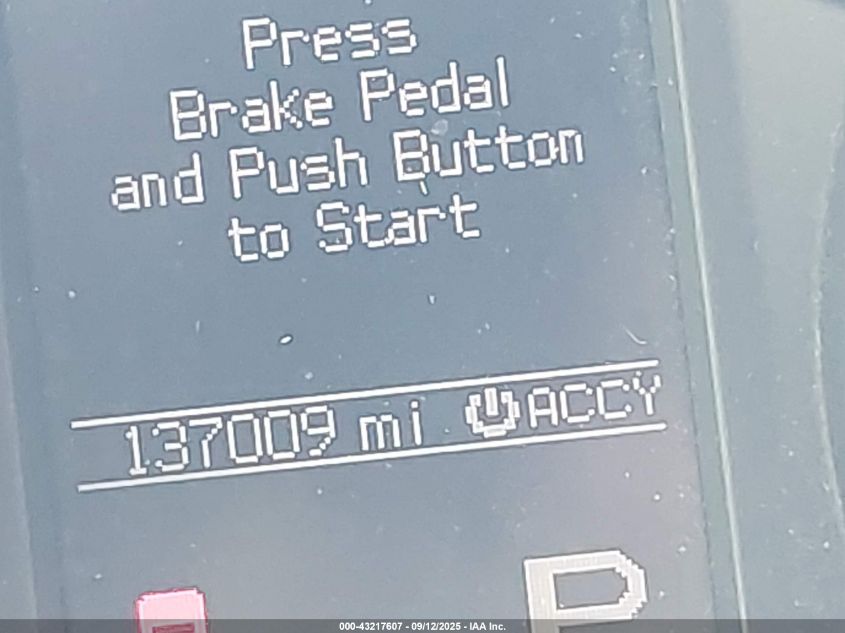 Press
Brake Pedal
and Push Button
to Start
137009 mi ACCY
P
000-43217607 - 09/12/2025 - IAA Inc.